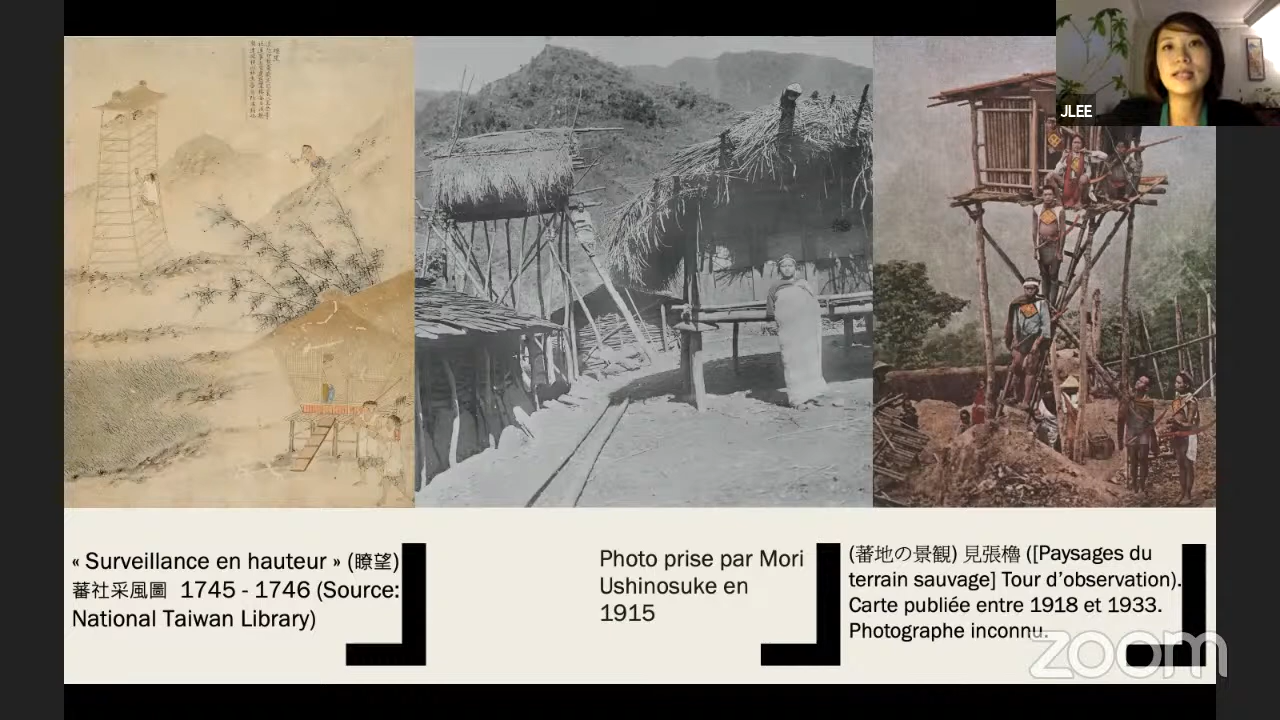 JLEE
« Surveillance en hauteur » (瞭望)
蕃社采風圖 1745 - 1746 (Source:
National Taiwan Library)
Photo prise par Mori
Ushinosuke en
1915
(蕃地の景観) 見張櫓 ([Paysages du
terrain sauvage] Tour d’observation).
Carte publiée entre 1918 et 1933.
Photographe inconnu.
zoom